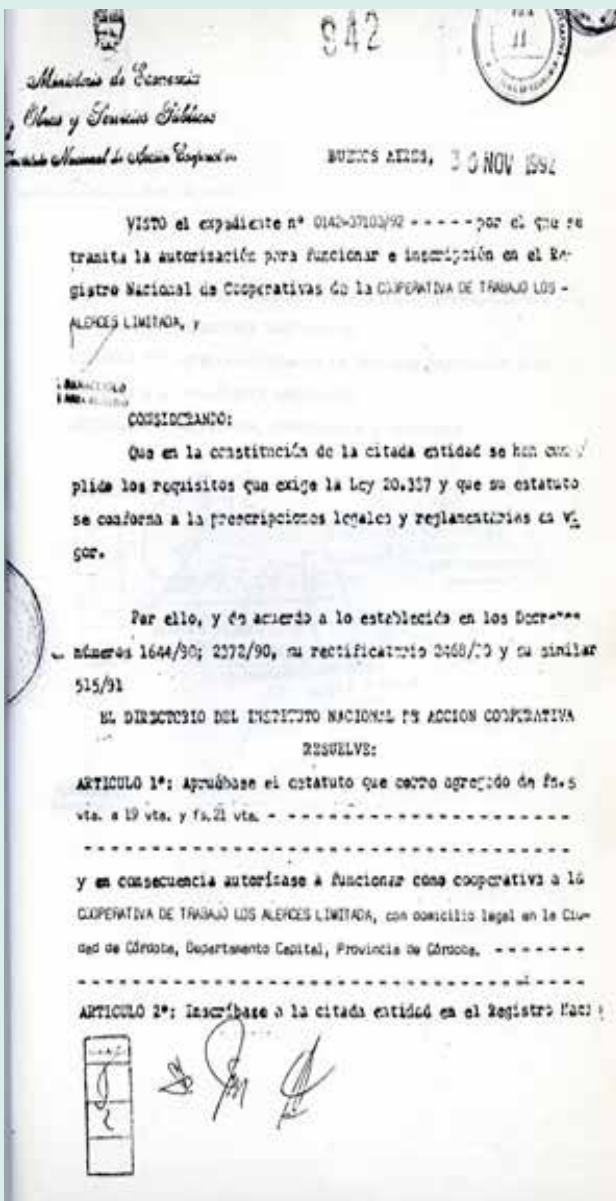 942
11
Ministerio de Economía
y Obras y Servicios Públicos
Instituto Nacional de Acción Cooperativa
BUENOS AIRES, 30 NOV 1992
VISTO el expediente nº 0142-37103/92 - - - - - por el que se
tramita la autorización para funcionar e inscripción en el Re-
gistro Nacional de Cooperativas de la COOPERATIVA DE TRABAJO LOS -
ALERCES LIMITADA, y
CONSIDERANDO:
Que en la constitución de la citada entidad se han cum
plido los requisitos que exige la Ley 20.337 y que su estatuto
se conforma a la prescripciones legales y reglamentarias en vi
gor.
Por ello, y de acuerdo a lo establecido en los Decretos
números 1644/90; 2372/90, su rectificatorio 2468/90 y su similar
515/91
EL DIRECTORIO DEL INSTITUTO NACIONAL DE ACCION COOPERATIVA
RESUELVE:
ARTICULO 1º: Apruébase el estatuto que corre agregado de fs.5
vta. a 19 vta. y fs.21 vta. - - - - - - - - - - - - - - - - - - - - - -
- - - - - - - - - - - - - - - - - - - - - - - - - - - - - - - - - - -
y en consecuencia autorízase a funcionar como cooperativa a la
COOPERATIVA DE TRABAJO LOS ALERCES LIMITADA, con domicilio legal en la Ciu-
dad de Córdoba, Departamento Capital, Provincia de Córdoba. - - - - - - -
- - - - - - - - - - - - - - - - - - - - - - - - - - - - - - - - - - -
ARTICULO 2º: Inscríbase a la citada entidad en el Registro Naci